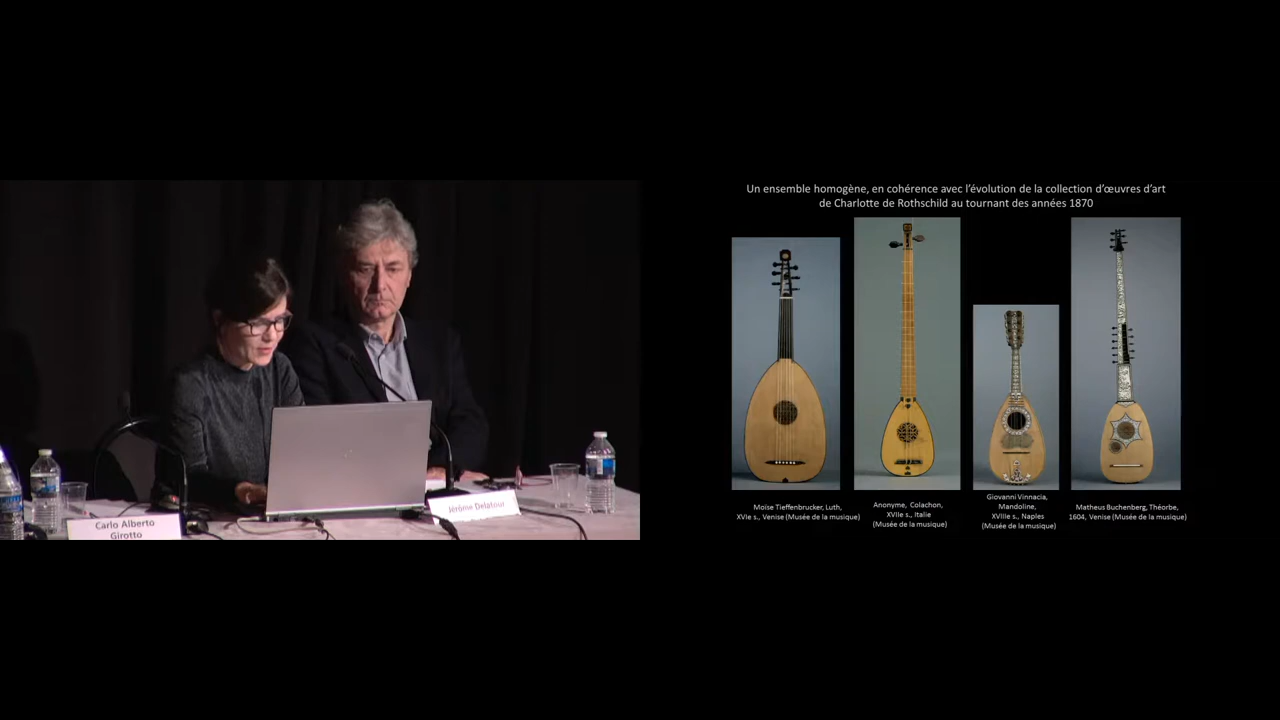 Un ensemble homogène, en cohérence avec l'évolution de la collection d'œuvres d'art
de Charlotte de Rothschild au tournant des années 1870
Moïse Tieffenbrucker, Luth,
XVIe s., Venise (Musée de la musique)
Anonyme, Colachon,
XVIIe s., Italie
(Musée de la musique)
Giovanni Vinnacia,
Mandoline,
XVIIIe s., Naples
(Musée de la musique)
Matheus Buchenberg, Théorbe,
1604, Venise (Musée de la musique)
Carlo Alberto
Girotto
Jérôme Delatour